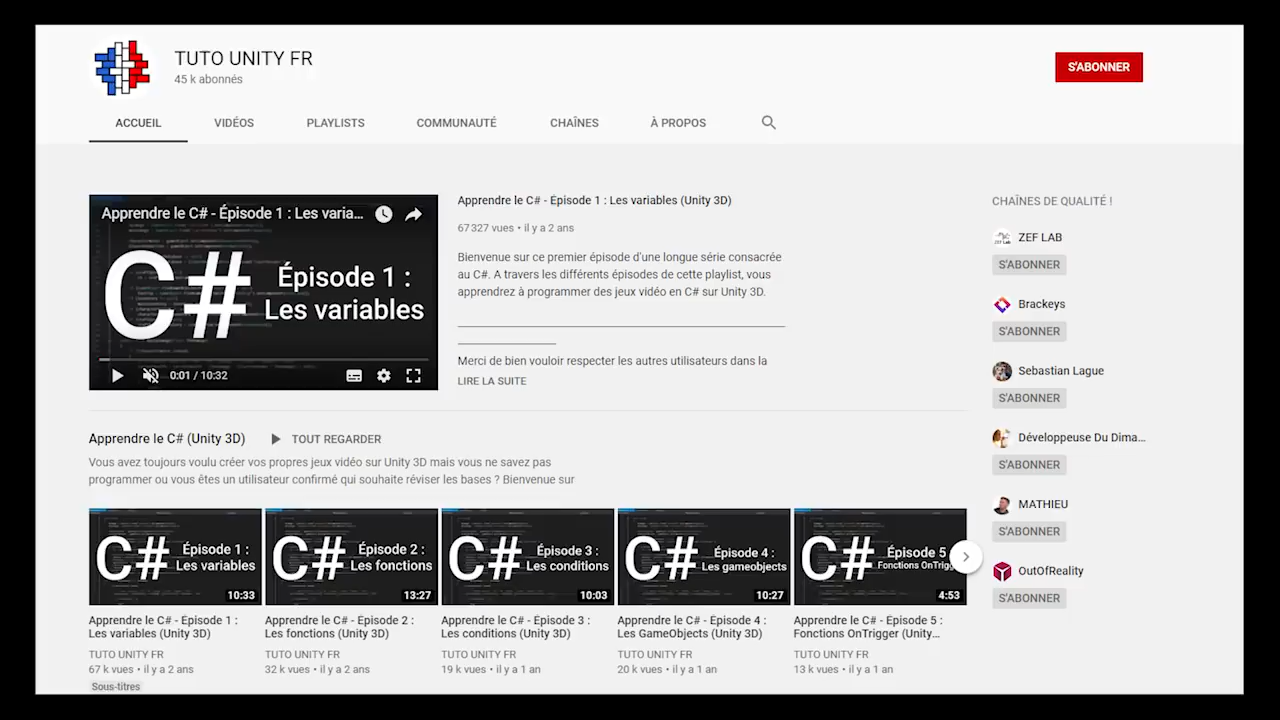 TUTO UNITY FR
45 k abonnés
S'ABONNER
ACCUEIL
VIDÉOS
PLAYLISTS
COMMUNAUTÉ
CHAÎNES
À PROPOS
Apprendre le C# - Épisode 1 : Les varia...
C#
Épisode 1 :
Les variables
0:01 / 10:32
Apprendre le C# - Épisode 1 : Les variables (Unity 3D)
67 327 vues • il y a 2 ans
Bienvenue sur ce premier épisode d'une longue série consacrée
au C#. A travers les différents épisodes de cette playlist, vous
apprendrez à programmer des jeux vidéo en C# sur Unity 3D.
Merci de bien vouloir respecter les autres utilisateurs dans la
LIRE LA SUITE
CHAÎNES DE QUALITÉ !
ZEF LAB
S'ABONNER
Brackeys
S'ABONNER
Sebastian Lague
S'ABONNER
Développeuse Du Dima...
S'ABONNER
MATHIEU
S'ABONNER
OutOfReality
S'ABONNER
Apprendre le C# (Unity 3D)
TOUT REGARDER
Vous avez toujours voulu créer vos propres jeux vidéo sur Unity 3D mais vous ne savez pas
programmer ou vous êtes un utilisateur confirmé qui souhaite réviser les bases ? Bienvenue sur
C#
Épisode 1 :
Les variables
10:33
Apprendre le C# - Épisode 1 :
Les variables (Unity 3D)
TUTO UNITY FR
67 k vues • il y a 2 ans
Sous-titres
C#
Épisode 2 :
Les fonctions
13:27
Apprendre le C# - Épisode 2 :
Les fonctions (Unity 3D)
TUTO UNITY FR
32 k vues • il y a 2 ans
C#
Épisode 3 :
Les conditions
10:03
Apprendre le C# - Épisode 3 :
Les conditions (Unity 3D)
TUTO UNITY FR
19 k vues • il y a 1 an
C#
Épisode 4 :
Les gameobjects
10:27
Apprendre le C# - Épisode 4 :
Les GameObjects (Unity 3D)
TUTO UNITY FR
20 k vues • il y a 1 an
C#
Épisode 5
Fonctions OnTrigg
4:53
Apprendre le C# - Épisode 5 :
Fonctions OnTrigger (Unity...
TUTO UNITY FR
13 k vues • il y a 1 an